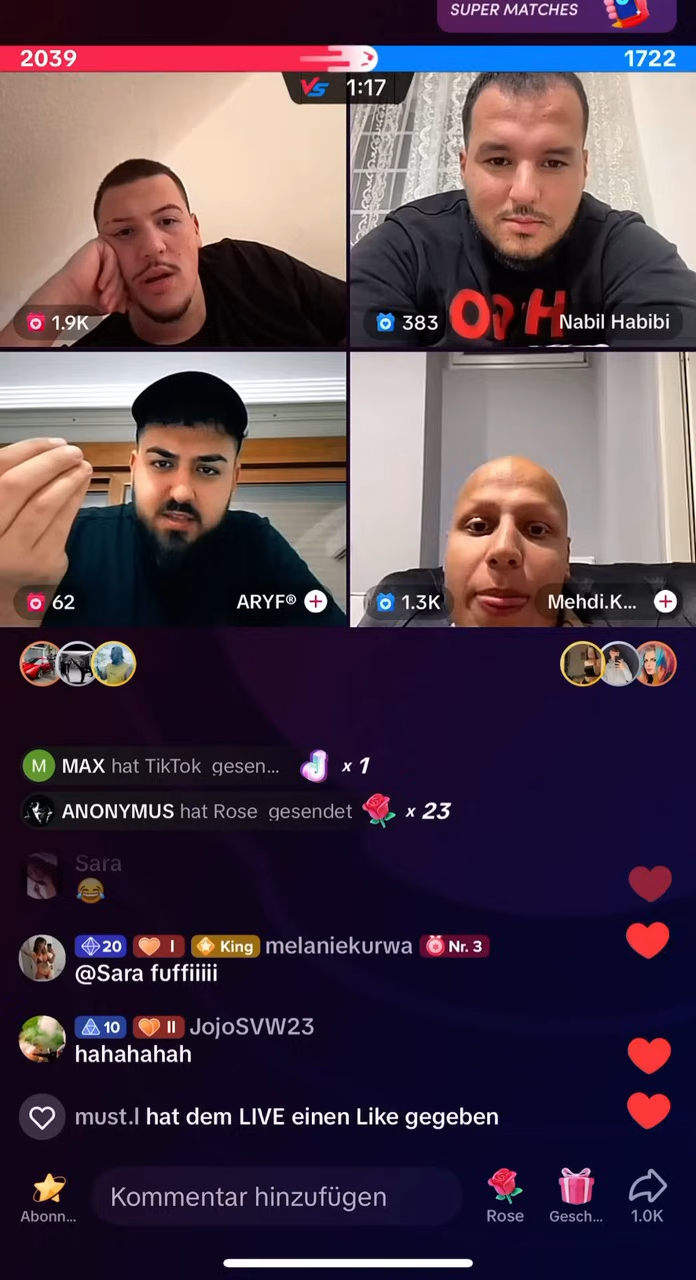 SUPER MATCHES
2039
1722
VS 1:17
1.9K
383
Nabil Habibi
62
ARYF®
1.3K
Mehdi.K...
M MAX hat TikTok gesen... x 1
ANONYMUS hat Rose gesendet x 23
Sara
😂
20 I King melaniekurwa Nr. 3
@Sara fuffiiiii
10 II JojoSVW23
hahahahah
must.l hat dem LIVE einen Like gegeben
Kommentar hinzufügen
Abonn...
Rose
Gesch...
1.0K